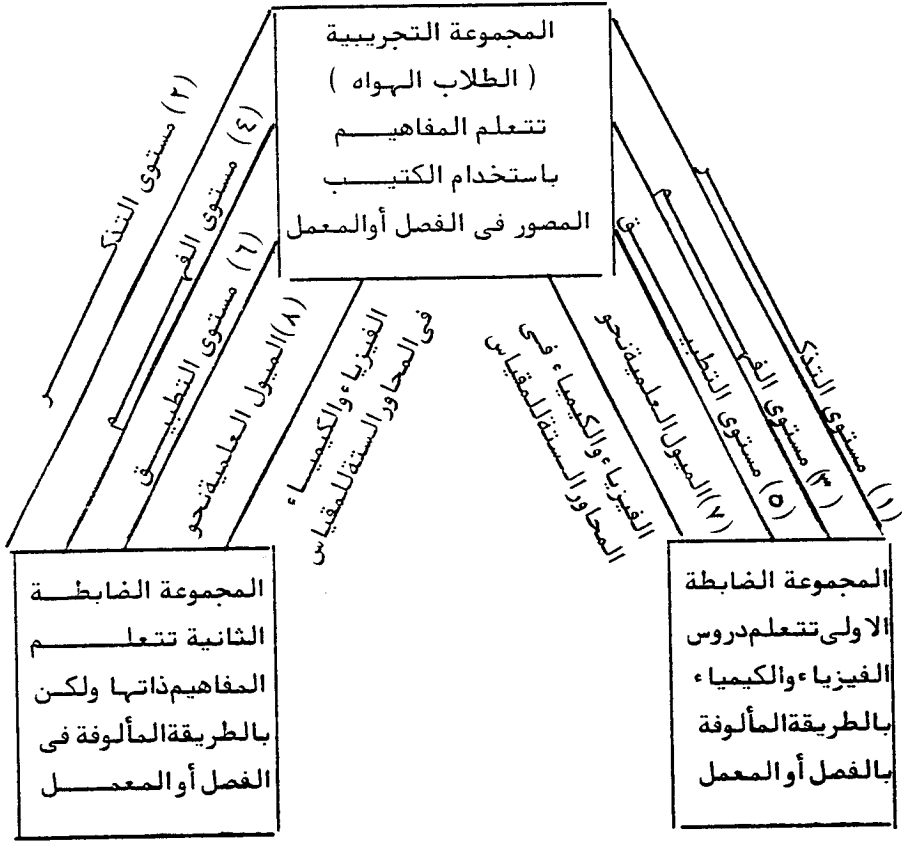 المجموعة التجريبية
( الطلاب الهواه )
تتعلم المفاهيم
باستخدام الكتيب
المصور فى الفصل أوالمعمل
(١) مستوى التذكر
(٣) مستوى الفهم
(٥) مستوى التطبيق
(٧) الميول العلمية نحو
الفيزياء والكيمياء فى
المحاور الستة للمقياس
(٢) مستوى التذكر
(٤) مستوى الفهم
(٦) مستوى التطبيق
(٨) الميول العلمية نحو
الفيزياء والكيمياء
فى المحاور الستة للمقياس
المجموعة الضابطة
الاولى تتعلم دروس
الفيزياء والكيمياء
بالطريقة المألوفة
بالفصل أو المعمل
المجموعة الضابطة
الثانية تتعلم
المفاهيم ذاتها ولكن
بالطريقة المألوفة فى
الفصل أو المعمل